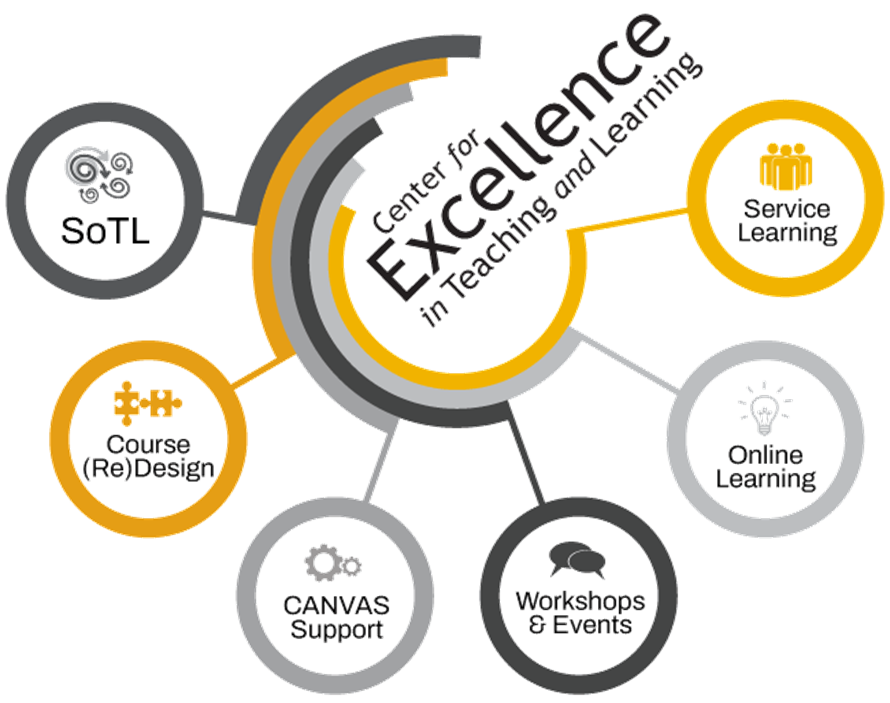 Center for
Excellence
in Teaching and Learning
SoTL
Course
(Re)Design
CANVAS
Support
Workshops
& Events
Online
Learning
Service
Learning